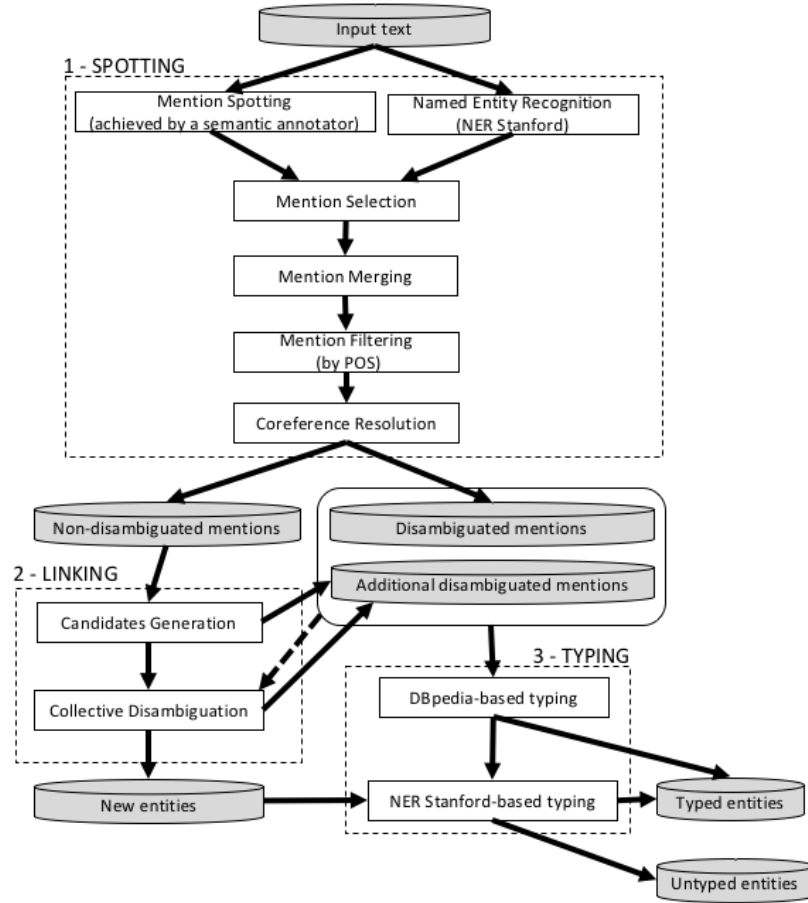 Input text
1 - SPOTTING
Mention Spotting
(achieved by a semantic annotator)
Named Entity Recognition
(NER Stanford)
Mention Selection
Mention Merging
Mention Filtering
(by POS)
Coreference Resolution
Non-disambiguated mentions
Disambiguated mentions
Additional disambiguated mentions
2 - LINKING
Candidates Generation
Collective Disambiguation
3 - TYPING
DBpedia-based typing
New entities
NER Stanford-based typing
Typed entities
Untyped entities